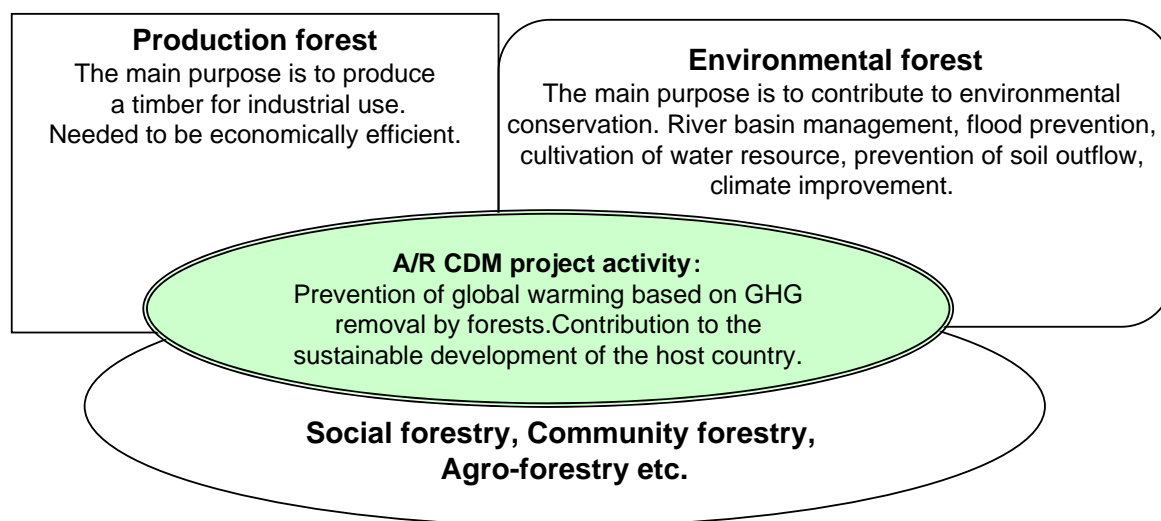 Production forest
The main purpose is to produce
a timber for industrial use.
Needed to be economically efficient.
Environmental forest
The main purpose is to contribute to environmental
conservation. River basin management, flood prevention,
cultivation of water resource, prevention of soil outflow,
climate improvement.
A/R CDM project activity:
Prevention of global warming based on GHG
removal by forests.Contribution to the
sustainable development of the host country.
Social forestry, Community forestry,
Agro-forestry etc.